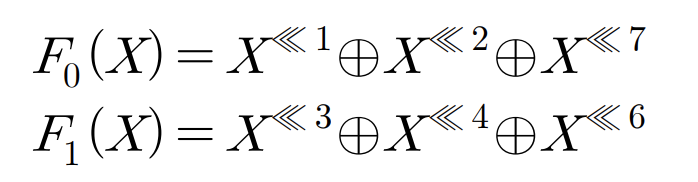 F₀(X) = X^⋘1 ⊕ X^⋘2 ⊕ X^⋘7
F₁(X) = X^⋘3 ⊕ X^⋘4 ⊕ X^⋘6